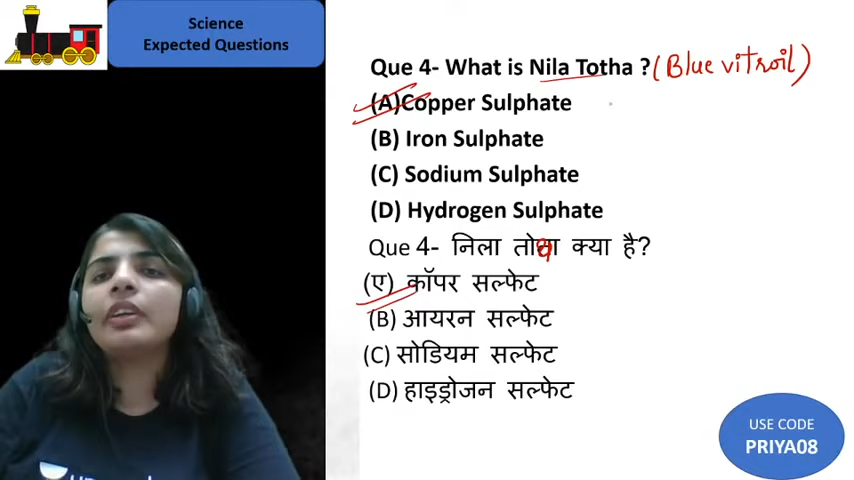 Science
Expected Questions
Que 4- What is Nila Totha ? (Blue vitroil)
(A)Copper Sulphate
(B) Iron Sulphate
(C) Sodium Sulphate
(D) Hydrogen Sulphate
Que 4- निला तोथा क्या है?
(ए) कॉपर सल्फेट
(B) आयरन सल्फेट
(C) सोडियम सल्फेट
(D) हाइड्रोजन सल्फेट
USE CODE
PRIYA08